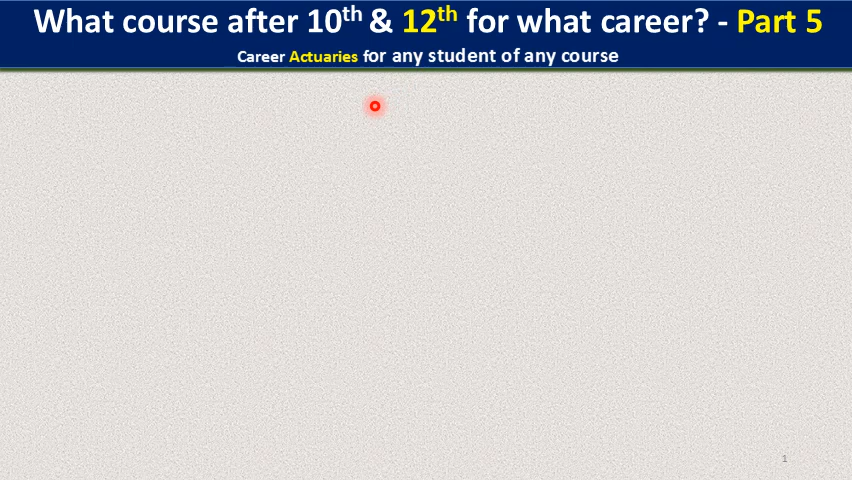 What course after 10th & 12th for what career? - Part 5
Career Actuaries for any student of any course
1